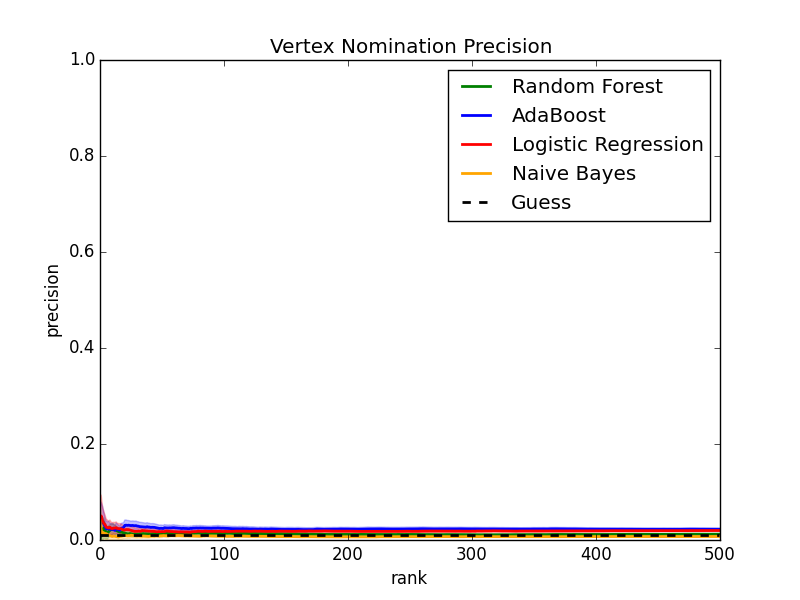 Vertex Nomination Precision
1.0
0.8
0.6
0.4
0.2
0.0
precision
Random Forest
AdaBoost
Logistic Regression
Naive Bayes
Guess
0 100 200 300 400 500
rank